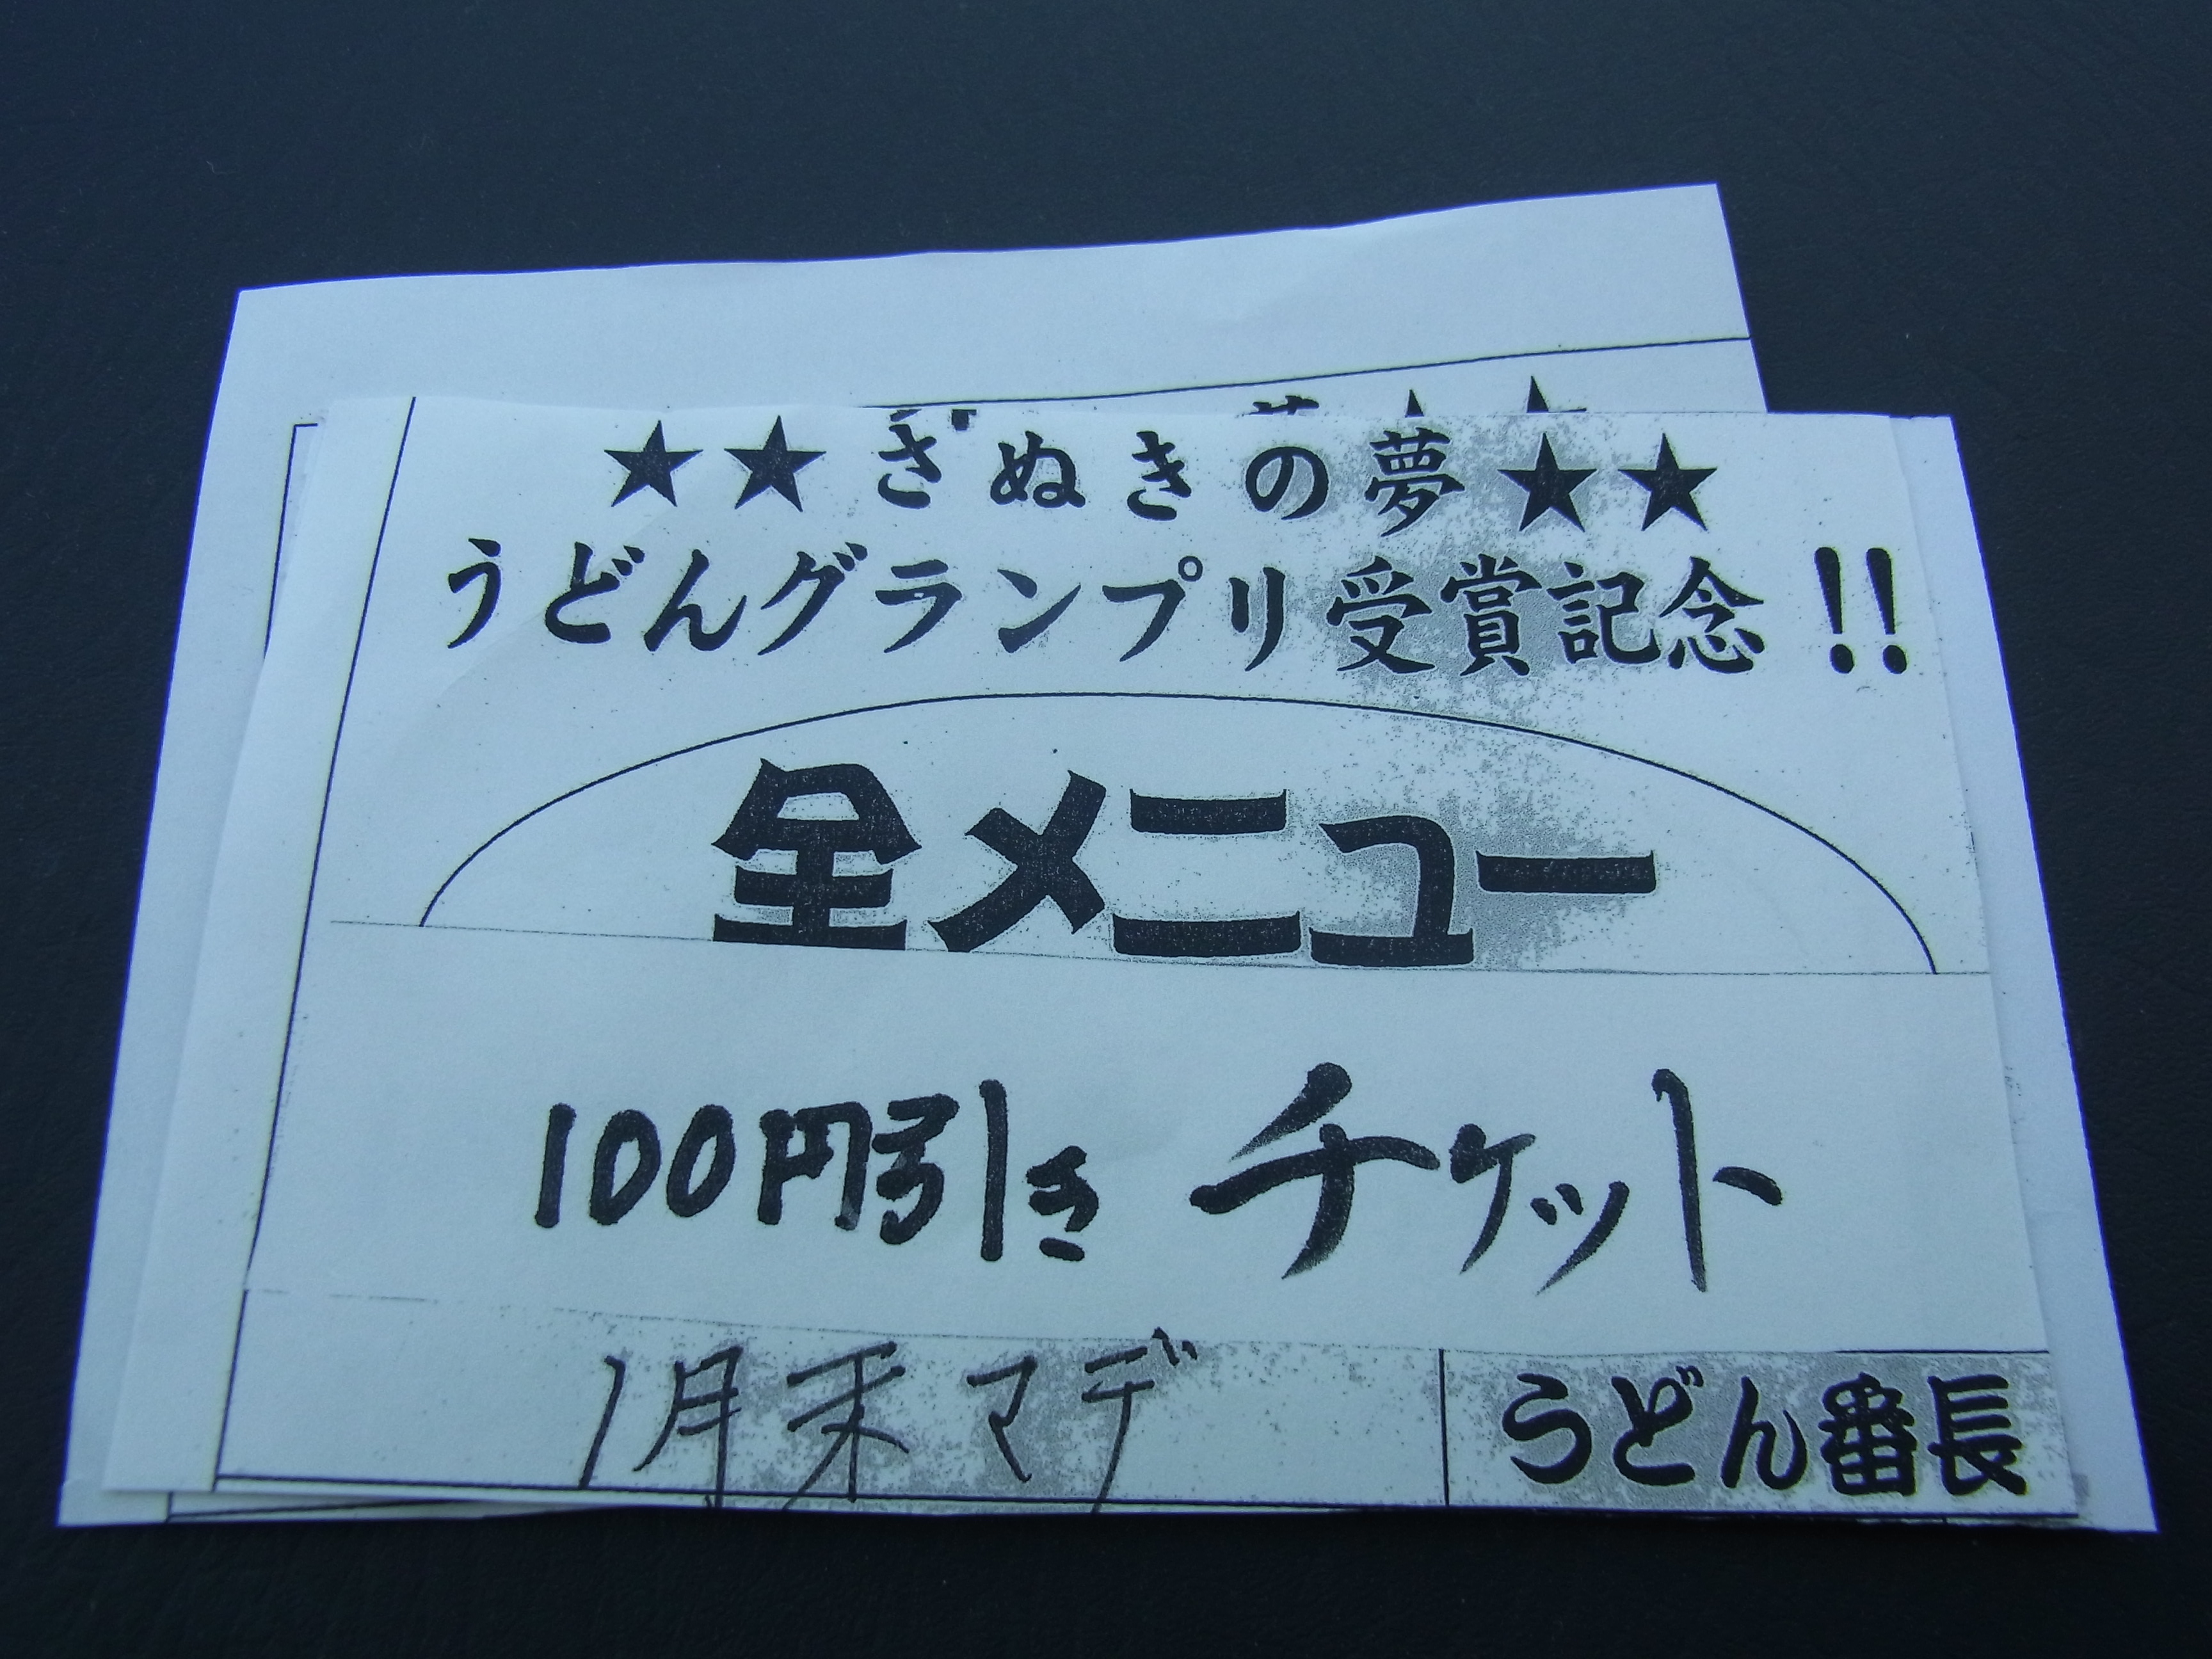 ★★さぬきの夢★★
うどんグランプリ受賞記念!!
全メニュー
100円引き チケット
1月末マデ
うどん番長